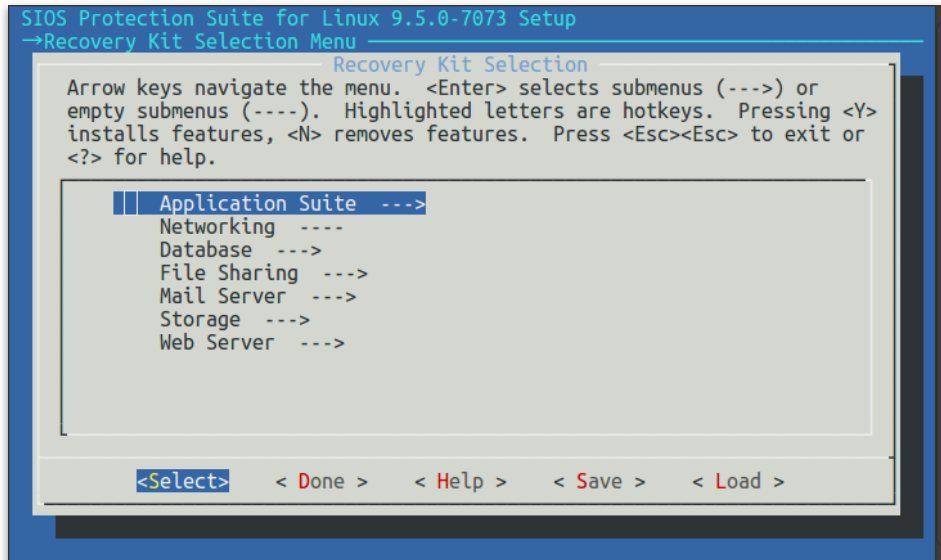 SIOS Protection Suite for Linux 9.5.0-7073 Setup
→Recovery Kit Selection Menu
Recovery Kit Selection
Arrow keys navigate the menu.  <Enter> selects submenus (--->) or
empty submenus (----).  Highlighted letters are hotkeys.  Pressing <Y>
installs features, <N> removes features.  Press <Esc><Esc> to exit or
<?> for help.
Application Suite  --->
Networking  ----
Database  --->
File Sharing  --->
Mail Server  --->
Storage  --->
Web Server  --->
<Select>    < Done >    < Help >    < Save >    < Load >